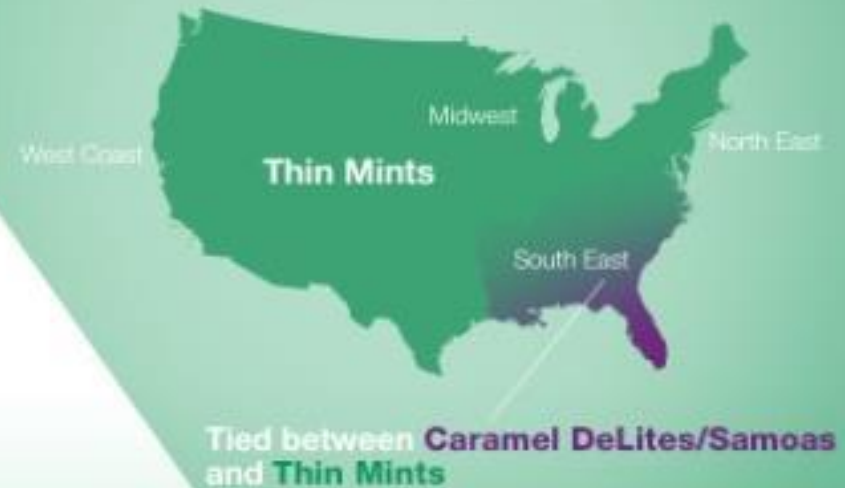 Midwest
West Coast
North East
Thin Mints
South East
Tied between Caramel DeLites/Samoas
and Thin Mints